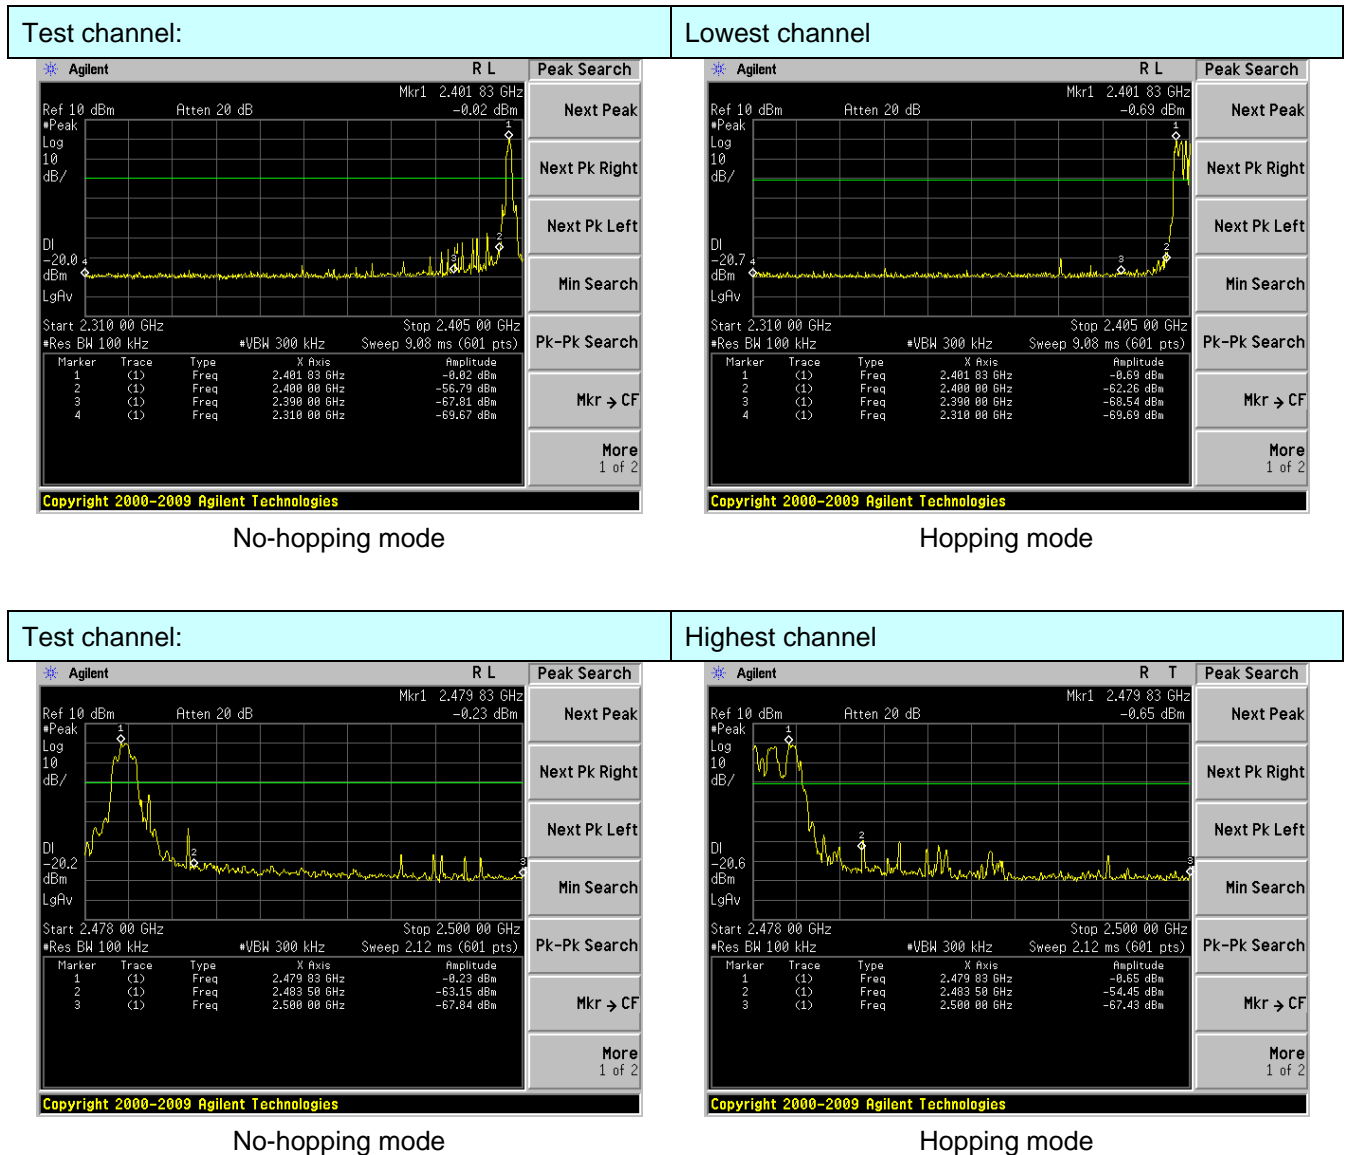 Test channel:
Lowest channel
Agilent
R L
Peak Search
Mkr1 2.401 83 GHz
Ref 10 dBm
Atten 20 dB
-0.02 dBm
#Peak
Log
10
dB/
DI
-20.0
dBm
LgAv
1
2
3
4
Start 2.310 00 GHz
Stop 2.405 00 GHz
#Res BW 100 kHz
#VBW 300 kHz
Sweep 9.08 ms (601 pts)
Marker Trace Type X Axis Amplitude
1 (1) Freq 2.401 83 GHz -0.02 dBm
2 (1) Freq 2.400 00 GHz -56.79 dBm
3 (1) Freq 2.390 00 GHz -67.81 dBm
4 (1) Freq 2.310 00 GHz -69.67 dBm
Next Peak
Next Pk Right
Next Pk Left
Min Search
Pk-Pk Search
Mkr → CF
More
1 of 2
Copyright 2000-2009 Agilent Technologies
No-hopping mode
Agilent
R L
Peak Search
Mkr1 2.401 83 GHz
Ref 10 dBm
Atten 20 dB
-0.69 dBm
#Peak
Log
10
dB/
DI
-20.7
dBm
LgAv
1
2
3
4
Start 2.310 00 GHz
Stop 2.405 00 GHz
#Res BW 100 kHz
#VBW 300 kHz
Sweep 9.08 ms (601 pts)
Marker Trace Type X Axis Amplitude
1 (1) Freq 2.401 83 GHz -0.69 dBm
2 (1) Freq 2.400 00 GHz -62.26 dBm
3 (1) Freq 2.390 00 GHz -68.54 dBm
4 (1) Freq 2.310 00 GHz -69.69 dBm
Next Peak
Next Pk Right
Next Pk Left
Min Search
Pk-Pk Search
Mkr → CF
More
1 of 2
Copyright 2000-2009 Agilent Technologies
Hopping mode
Test channel:
Highest channel
Agilent
R L
Peak Search
Mkr1 2.479 83 GHz
Ref 10 dBm
Atten 20 dB
-0.23 dBm
#Peak
Log
10
dB/
DI
-20.2
dBm
LgAv
1
2
3
Start 2.478 00 GHz
Stop 2.500 00 GHz
#Res BW 100 kHz
#VBW 300 kHz
Sweep 2.12 ms (601 pts)
Marker Trace Type X Axis Amplitude
1 (1) Freq 2.479 83 GHz -0.23 dBm
2 (1) Freq 2.483 50 GHz -63.15 dBm
3 (1) Freq 2.500 00 GHz -67.84 dBm
Next Peak
Next Pk Right
Next Pk Left
Min Search
Pk-Pk Search
Mkr → CF
More
1 of 2
Copyright 2000-2009 Agilent Technologies
No-hopping mode
Agilent
R T
Peak Search
Mkr1 2.479 83 GHz
Ref 10 dBm
Atten 20 dB
-0.65 dBm
#Peak
Log
10
dB/
DI
-20.6
dBm
LgAv
1
2
3
Start 2.478 00 GHz
Stop 2.500 00 GHz
#Res BW 100 kHz
#VBW 300 kHz
Sweep 2.12 ms (601 pts)
Marker Trace Type X Axis Amplitude
1 (1) Freq 2.479 83 GHz -0.65 dBm
2 (1) Freq 2.483 50 GHz -54.45 dBm
3 (1) Freq 2.500 00 GHz -67.43 dBm
Next Peak
Next Pk Right
Next Pk Left
Min Search
Pk-Pk Search
Mkr → CF
More
1 of 2
Copyright 2000-2009 Agilent Technologies
Hopping mode